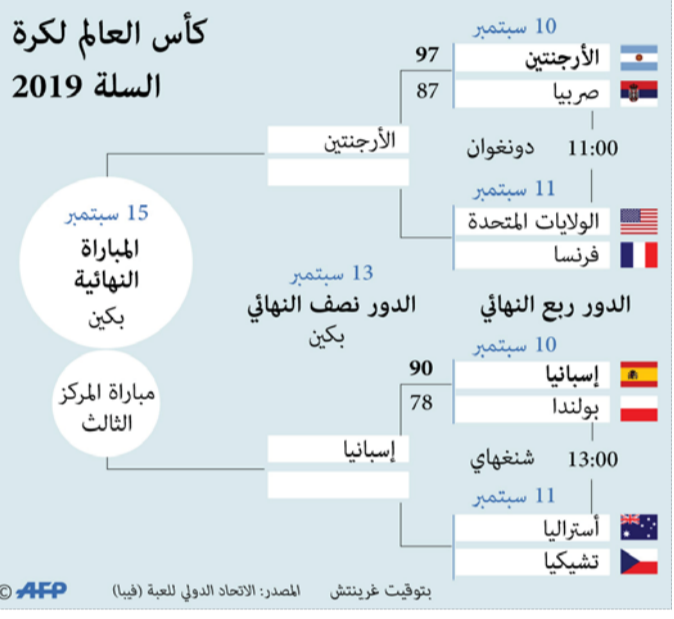 كأس العالم لكرة
السلة 2019
10 سبتمبر
الأرجنتين 97
صربيا 87
11:00 دونغوان
11 سبتمبر
الولايات المتحدة
فرنسا
الدور ربع النهائي
10 سبتمبر
إسبانيا 90
بولندا 78
13:00 شنغهاي
11 سبتمبر
أستراليا
تشيكيا
الأرجنتين
13 سبتمبر
الدور نصف النهائي
بكين
إسبانيا
15 سبتمبر
المباراة
النهائية
بكين
مباراة المركز
الثالث
بتوقيت غرينتش
المصدر: الاتحاد الدولي للعبة (فيبا)
AFP ©